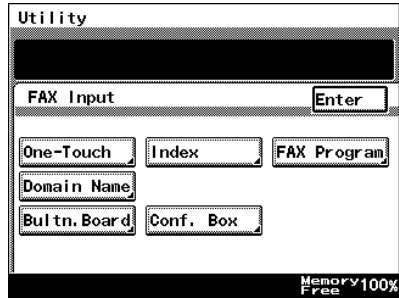 Utility
FAX Input
Enter
One-Touch Index FAX Program
Domain Name
Bultn.Board Conf. Box
Memory Free 100%